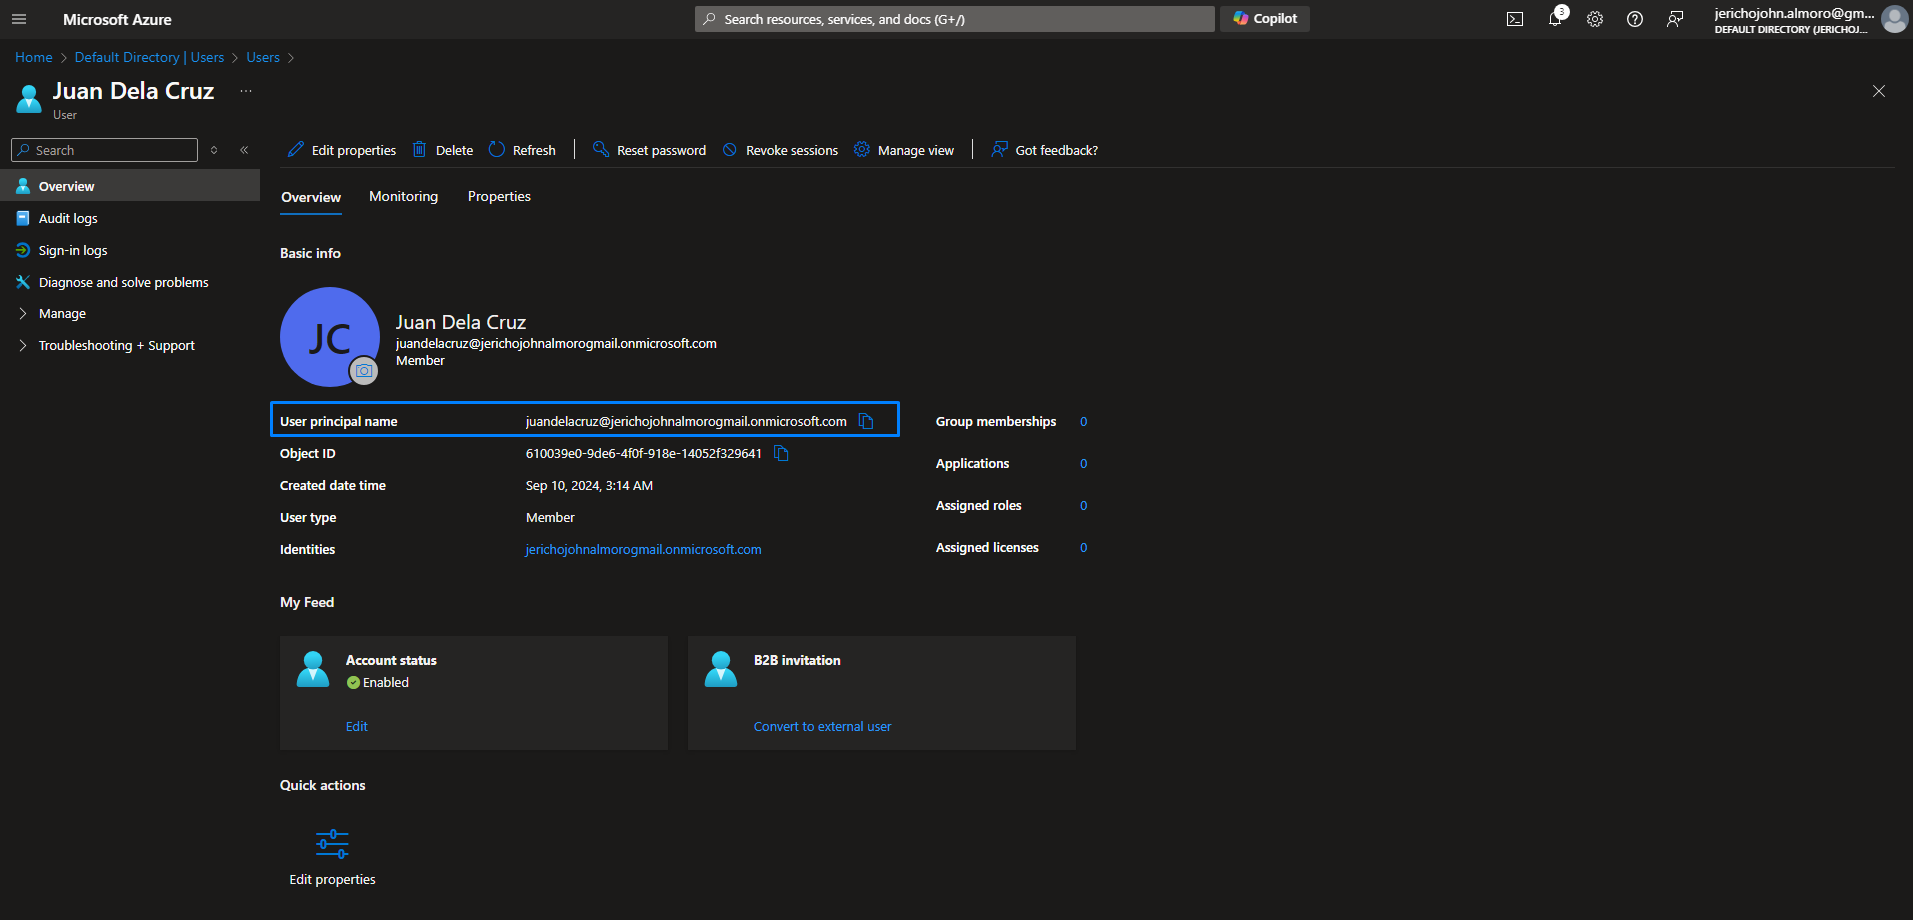 Microsoft Azure
Search resources, services, and docs (G+/)
Copilot
3
jerichojohn.almoro@gm...
DEFAULT DIRECTORY (JERICHOJ...
Home > Default Directory | Users > Users >
Juan Dela Cruz ...
User
Search
Edit properties Delete Refresh Reset password Revoke sessions Manage view Got feedback?
Overview
Audit logs
Sign-in logs
Diagnose and solve problems
Manage
Troubleshooting + Support
Overview Monitoring Properties
Basic info
JC
Juan Dela Cruz
juandelacruz@jerichojohnalmorogmail.onmicrosoft.com
Member
User principal name juandelacruz@jerichojohnalmorogmail.onmicrosoft.com
Object ID 610039e0-9de6-4f0f-918e-14052f329641
Created date time Sep 10, 2024, 3:14 AM
User type Member
Identities jerichojohnalmorogmail.onmicrosoft.com
Group memberships 0
Applications 0
Assigned roles 0
Assigned licenses 0
My Feed
Account status
Enabled
Edit
B2B invitation
Convert to external user
Quick actions
Edit properties